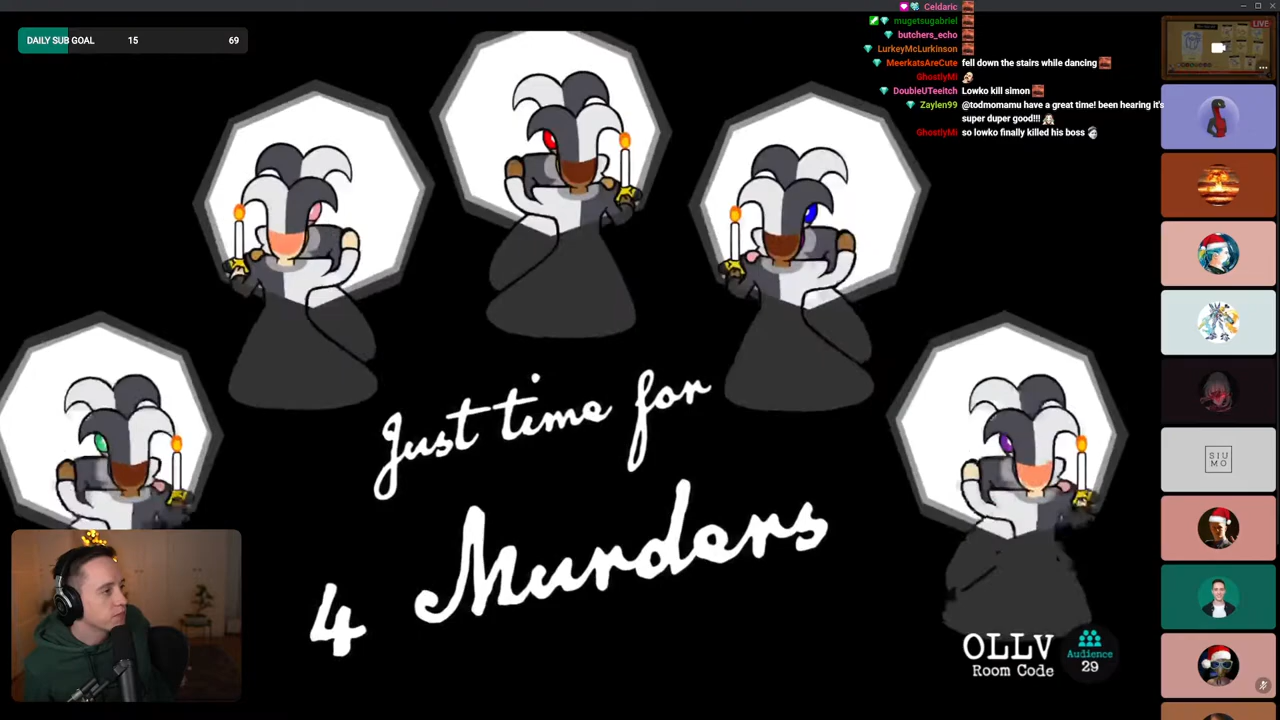 DAILY SUB GOAL 15 69
Celdaric
mugetsugabriel
butchers_echo
LurkeyMcLurkinson
MeerkatsAreCute fell down the stairs while dancing
GhostlyMi
DoubleUTeeitch Lowko kill simon
Zaylen99 @todmomamu have a great time! been hearing it's
super duper good!!!
GhostlyMi so lowko finally killed his boss
LIVE
SIU
MO
Just time for
4 Murders
OLLV
Room Code
Audience
29